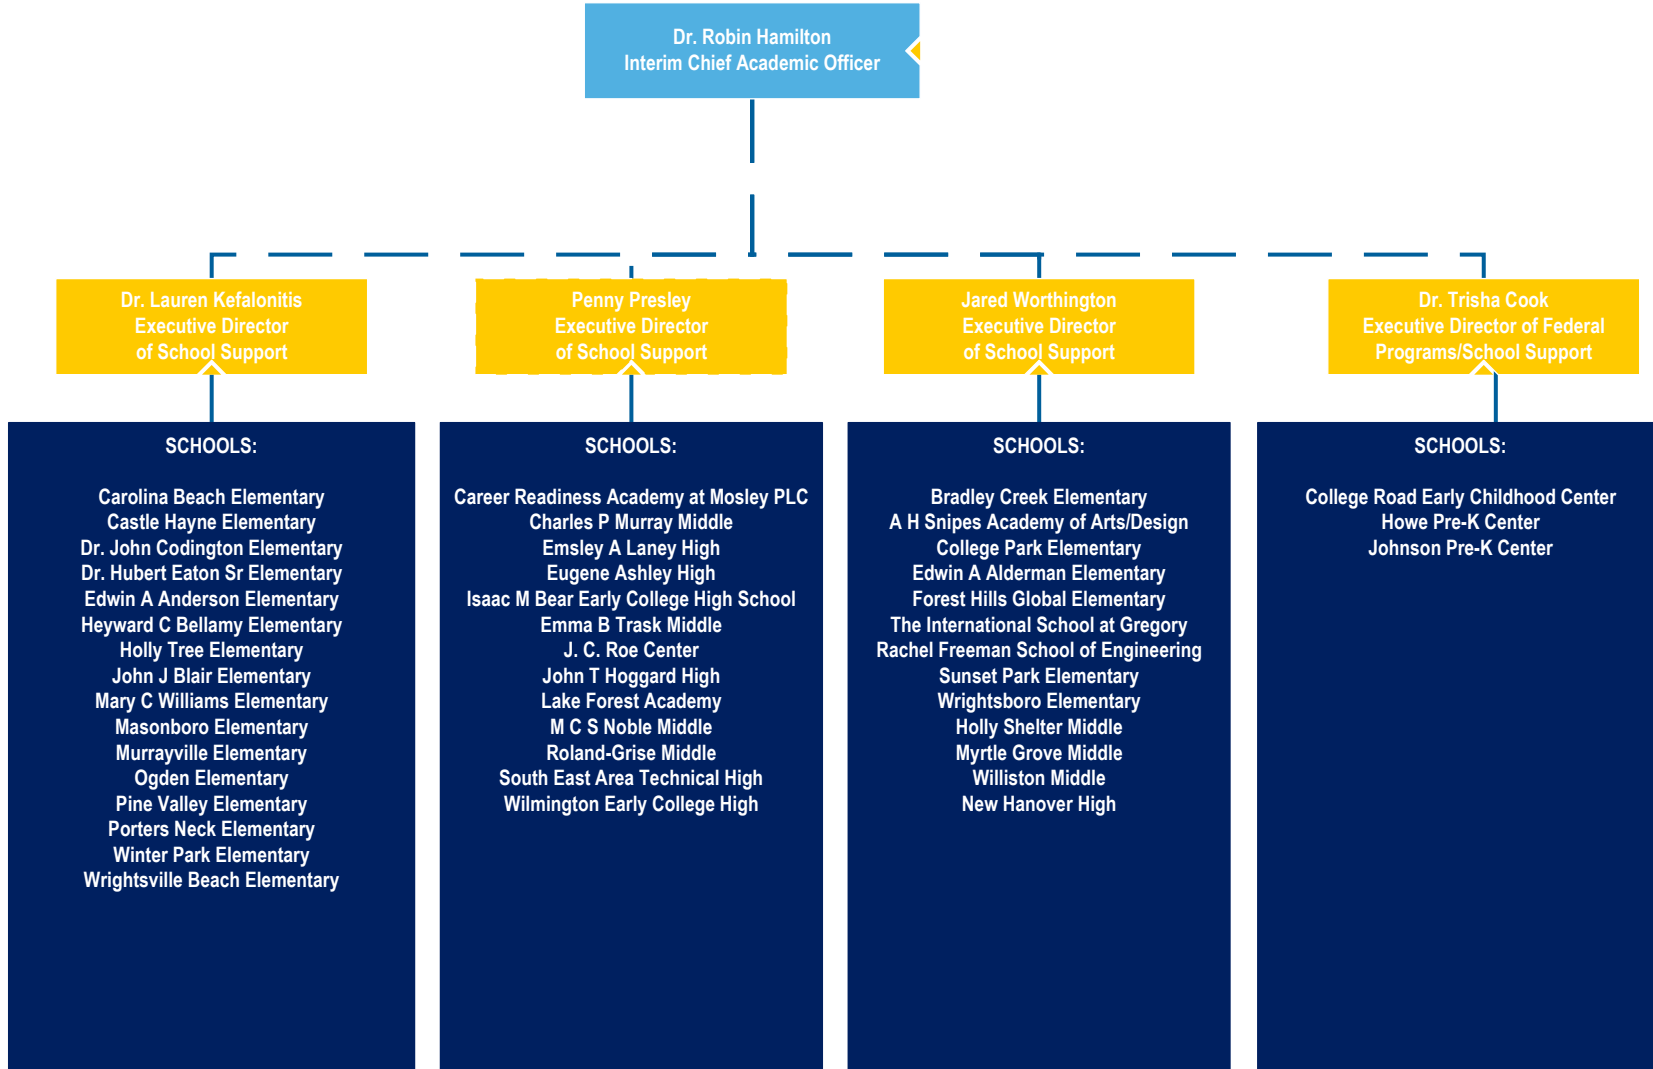 Dr. Robin Hamilton
Interim Chief Academic Officer
Dr. Lauren Kefalonitis
Executive Director
of School Support
Penny Presley
Executive Director
of School Support
Jared Worthington
Executive Director
of School Support
Dr. Trisha Cook
Executive Director of Federal
Programs/School Support
SCHOOLS:
Carolina Beach Elementary
Castle Hayne Elementary
Dr. John Codington Elementary
Dr. Hubert Eaton Sr Elementary
Edwin A Anderson Elementary
Heyward C Bellamy Elementary
Holly Tree Elementary
John J Blair Elementary
Mary C Williams Elementary
Masonboro Elementary
Murrayville Elementary
Ogden Elementary
Pine Valley Elementary
Porters Neck Elementary
Winter Park Elementary
Wrightsville Beach Elementary
SCHOOLS:
Career Readiness Academy at Mosley PLC
Charles P Murray Middle
Emsley A Laney High
Eugene Ashley High
Isaac M Bear Early College High School
Emma B Trask Middle
J. C. Roe Center
John T Hoggard High
Lake Forest Academy
M C S Noble Middle
Roland-Grise Middle
South East Area Technical High
Wilmington Early College High
SCHOOLS:
Bradley Creek Elementary
A H Snipes Academy of Arts/Design
College Park Elementary
Edwin A Alderman Elementary
Forest Hills Global Elementary
The International School at Gregory
Rachel Freeman School of Engineering
Sunset Park Elementary
Wrightsboro Elementary
Holly Shelter Middle
Myrtle Grove Middle
Williston Middle
New Hanover High
SCHOOLS:
College Road Early Childhood Center
Howe Pre-K Center
Johnson Pre-K Center